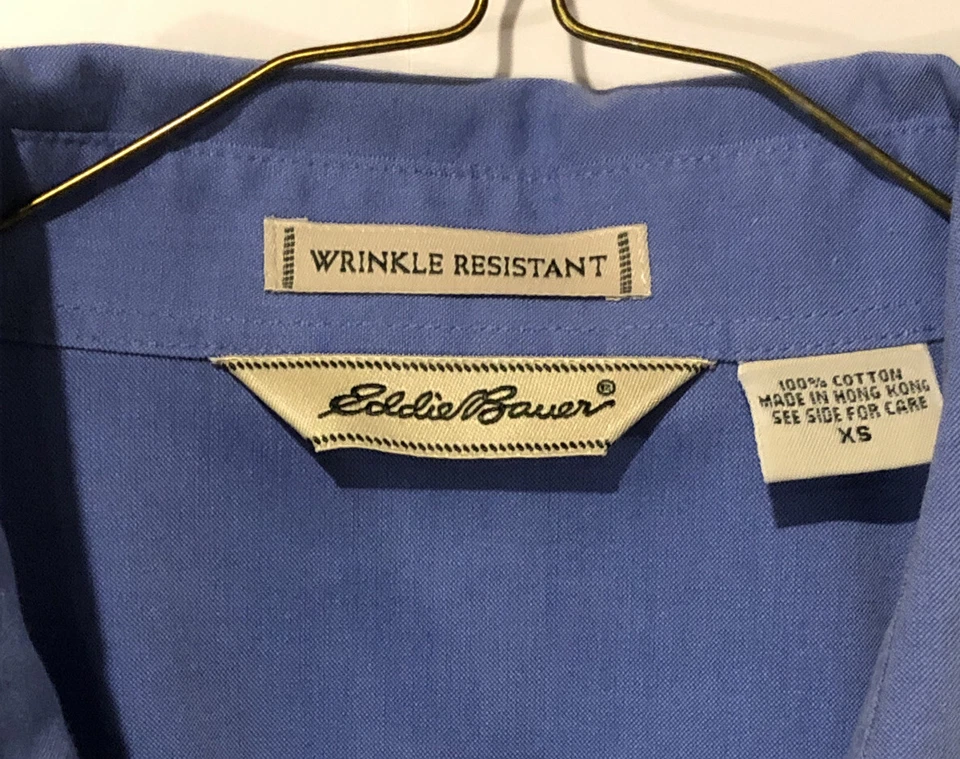 WRINKLE RESISTANT
Eddie Bauer®
100% COTTON
MADE IN HONG KONG
SEE SIDE FOR CARE
XS